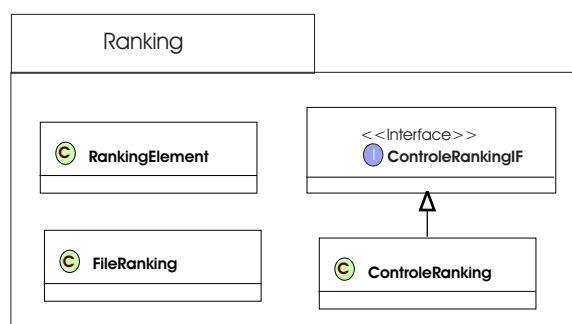 Ranking
<<Interface>>
C RankingElement
I ControleRankingIF
C FileRanking
C ControleRanking